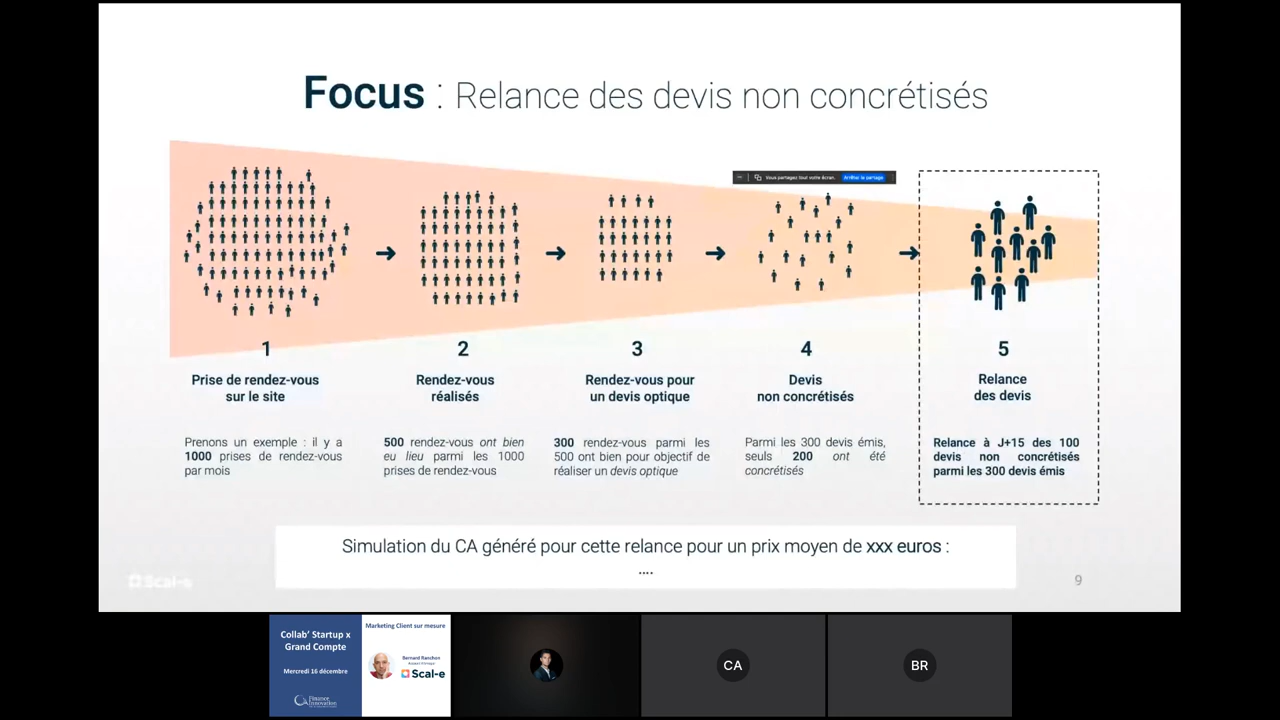 Focus : Relance des devis non concrétisés
Vous partagez tout votre écran. Arrêter le partage
1
Prise de rendez-vous
sur le site
Prenons un exemple : il y a
1000 prises de rendez-vous
par mois
2
Rendez-vous
réalisés
500 rendez-vous ont bien
eu lieu parmi les 1000
prises de rendez-vous
3
Rendez-vous pour
un devis optique
300 rendez-vous parmi les
500 ont bien pour objectif de
réaliser un devis optique
4
Devis
non concrétisés
Parmi les 300 devis émis,
seuls 200 ont été
concrétisés
5
Relance
des devis
Relance à J+15 des 100
devis non concrétisés
parmi les 300 devis émis
Simulation du CA généré pour cette relance pour un prix moyen de xxx euros :
....
Scal-e
9
Collab' Startup x
Grand Compte
Mercredi 16 décembre
Finance
Innovation
Marketing Client sur mesure
Bernard Ranchon
Scal-e
CA
BR